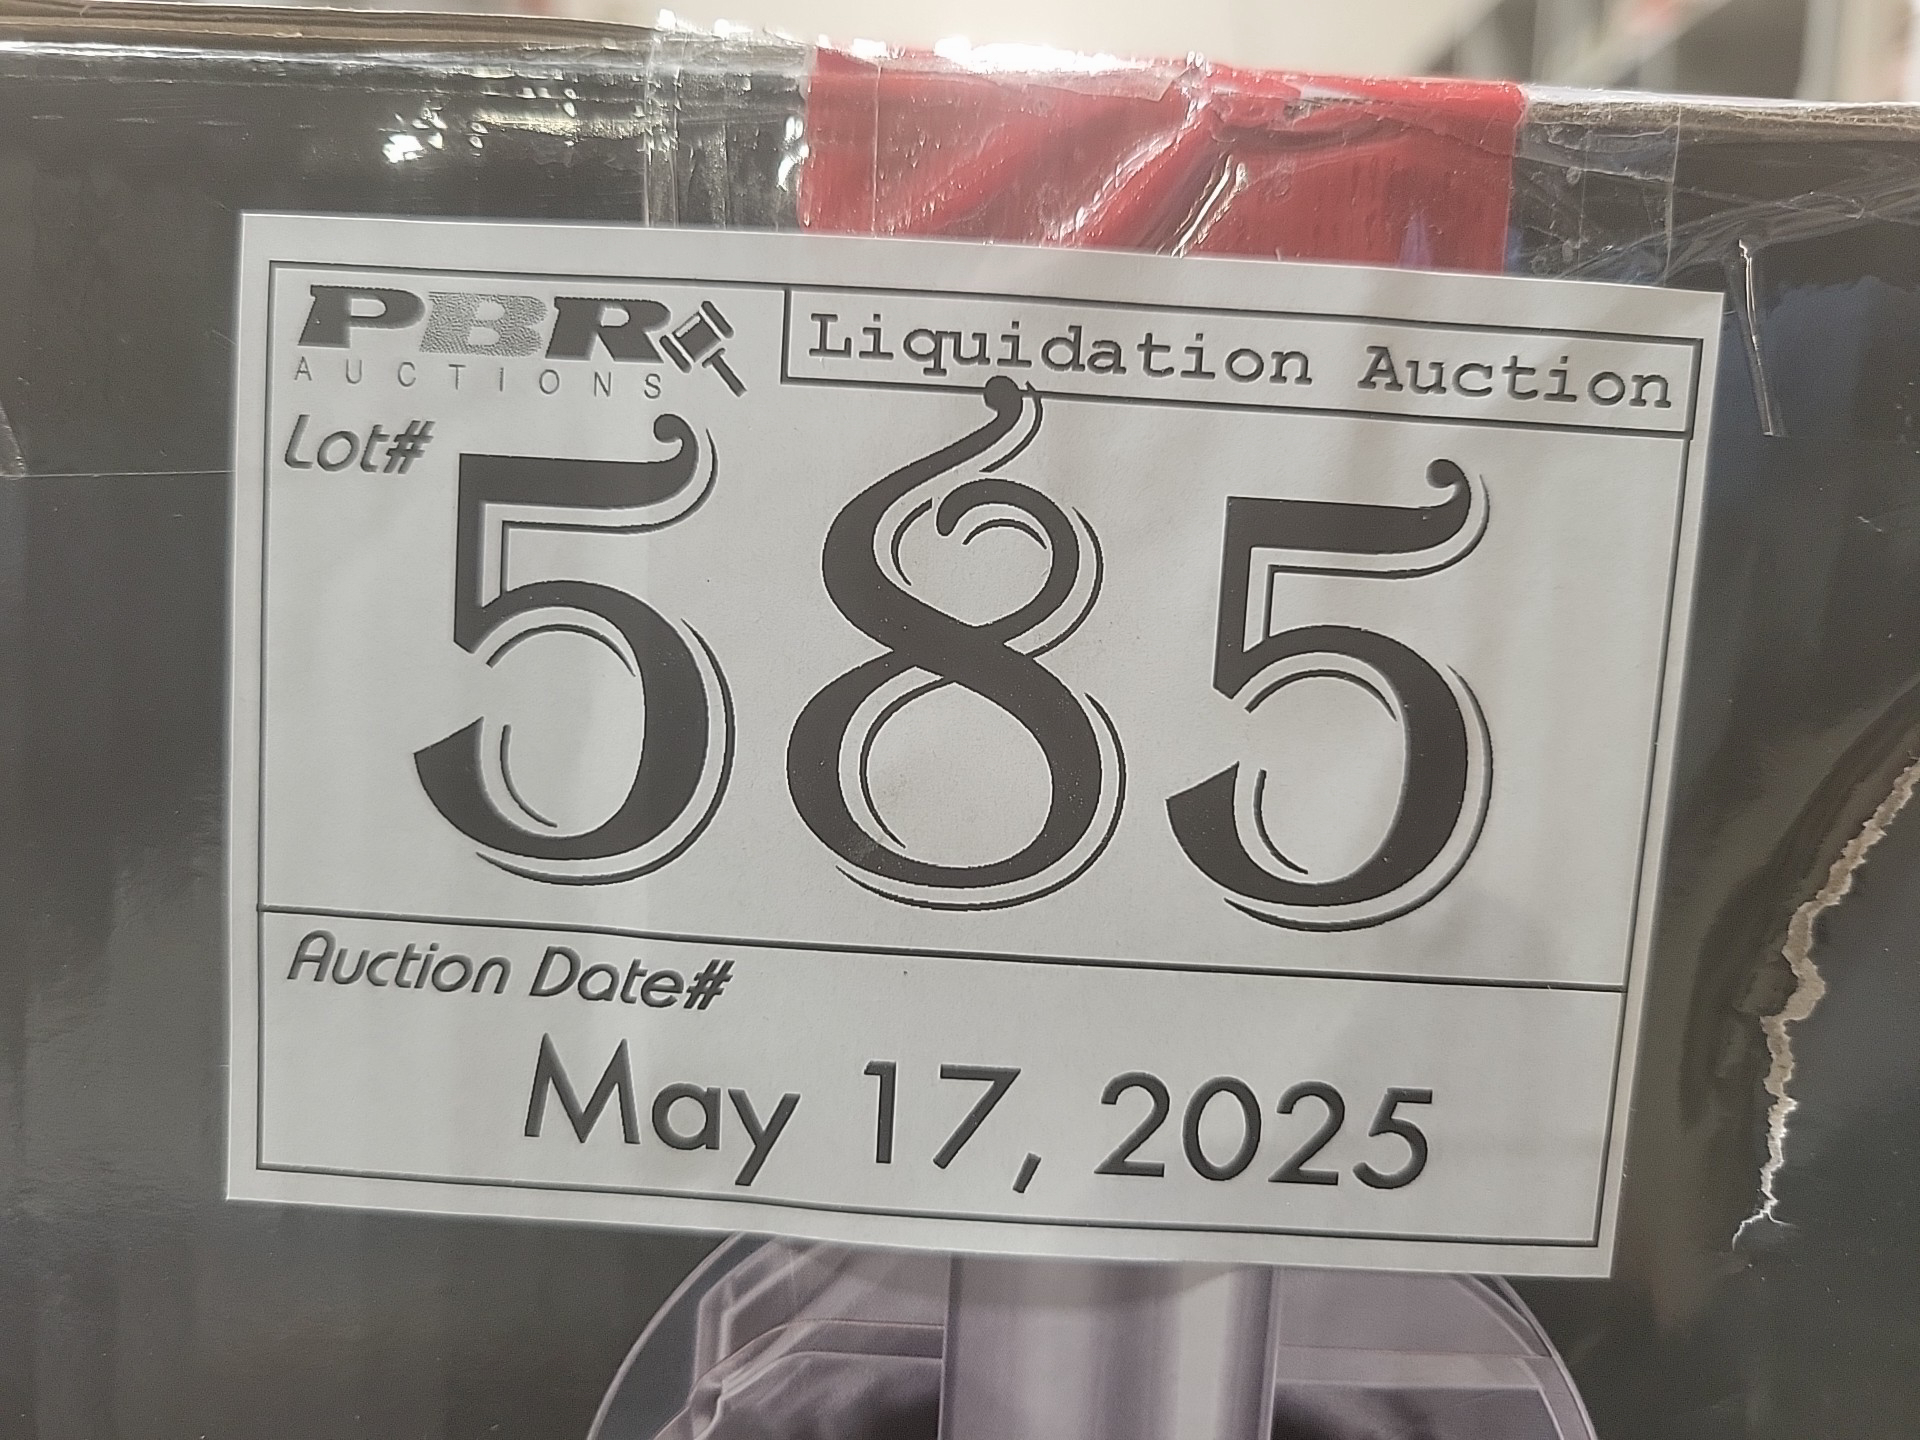 PBR
AUCTIONS
Liquidation Auction
Lot#
585
Auction Date#
May 17, 2025